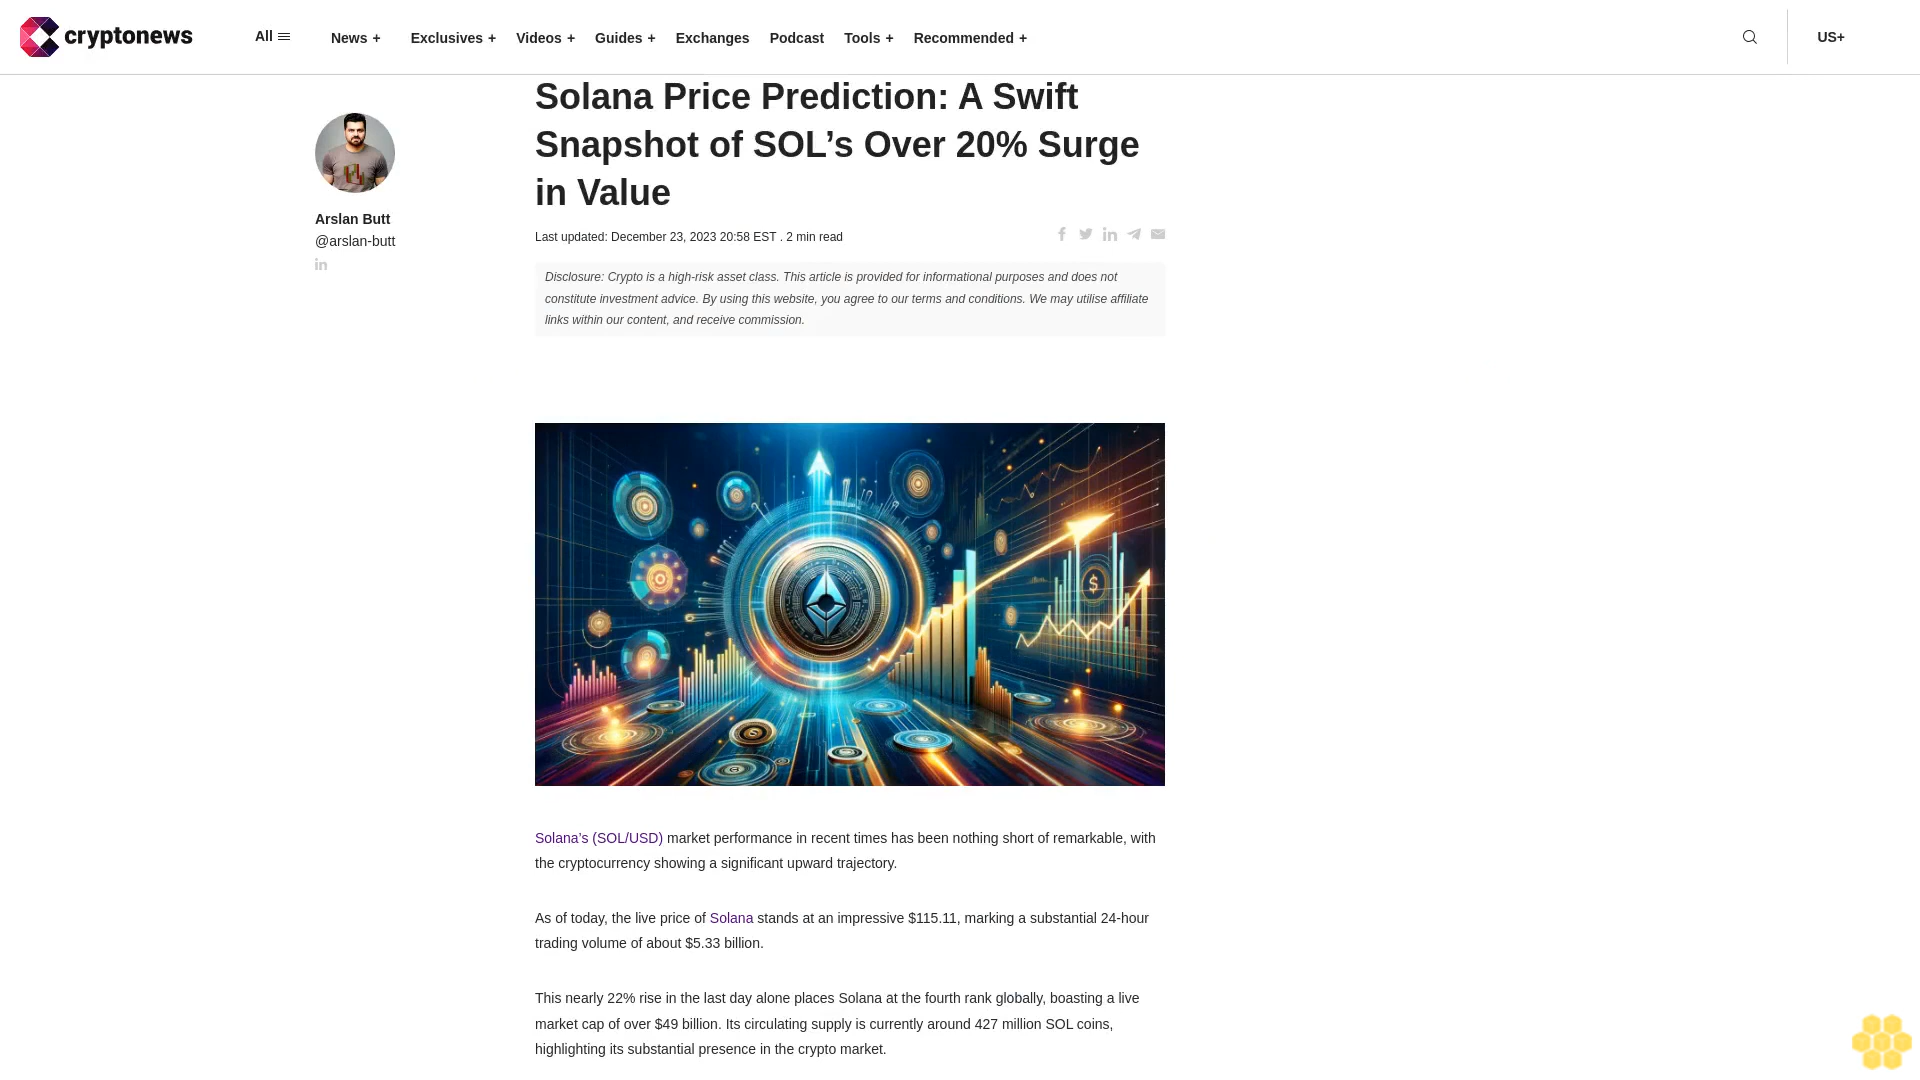 cryptonews
All
News +
Exclusives +
Videos +
Guides +
Exchanges
Podcast
Tools +
Recommended +
US+
Arslan Butt
@arslan-butt
in
Solana Price Prediction: A Swift
Snapshot of SOL’s Over 20% Surge
in Value
Last updated: December 23, 2023 20:58 EST . 2 min read
Disclosure: Crypto is a high-risk asset class. This article is provided for informational purposes and does not
constitute investment advice. By using this website, you agree to our terms and conditions. We may utilise affiliate
links within our content, and receive commission.
$
Solana’s (SOL/USD) market performance in recent times has been nothing short of remarkable, with
the cryptocurrency showing a significant upward trajectory.
As of today, the live price of Solana stands at an impressive $115.11, marking a substantial 24-hour
trading volume of about $5.33 billion.
This nearly 22% rise in the last day alone places Solana at the fourth rank globally, boasting a live
market cap of over $49 billion. Its circulating supply is currently around 427 million SOL coins,
highlighting its substantial presence in the crypto market.